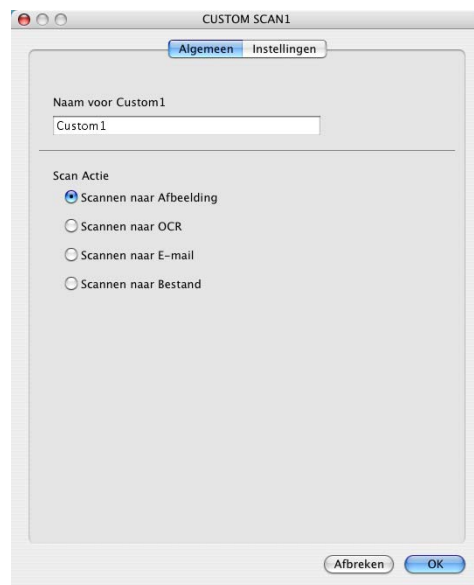 CUSTOM SCAN1
Algemeen Instellingen
Naam voor Custom1
Custom1
Scan Actie
Scannen naar Afbeelding
Scannen naar OCR
Scannen naar E-mail
Scannen naar Bestand
Afbreken OK